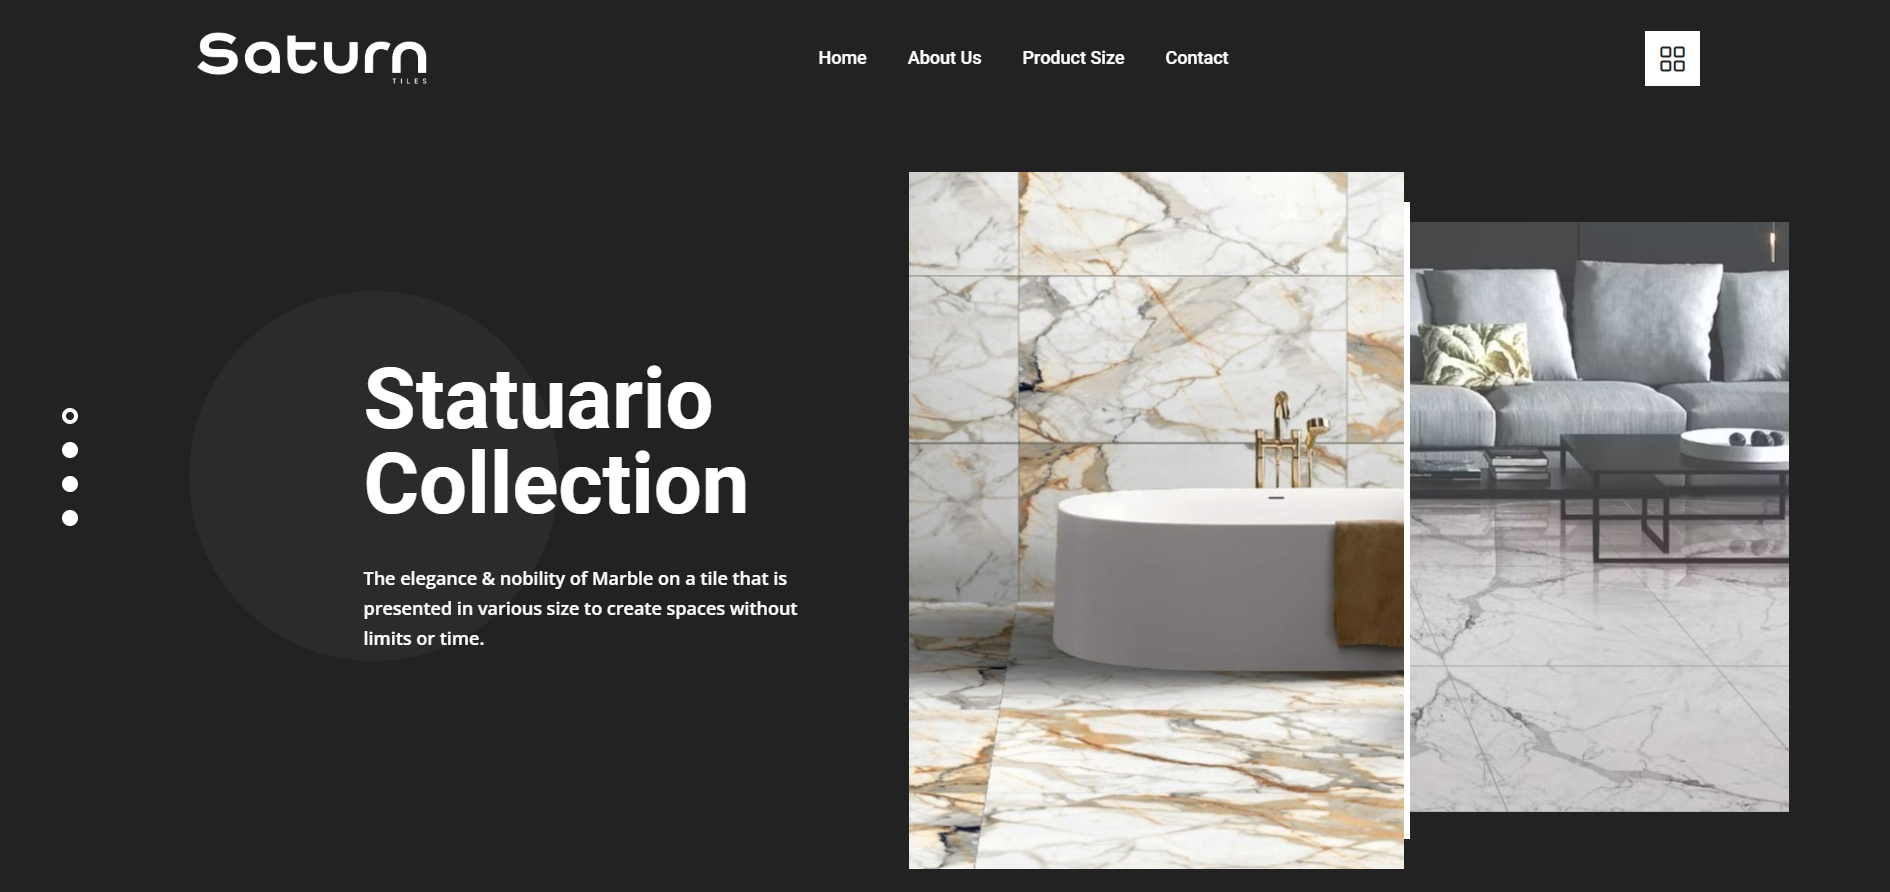 Saturn
TILES
Home About Us Product Size Contact
Statuario
Collection
The elegance & nobility of Marble on a tile that is
presented in various size to create spaces without
limits or time.